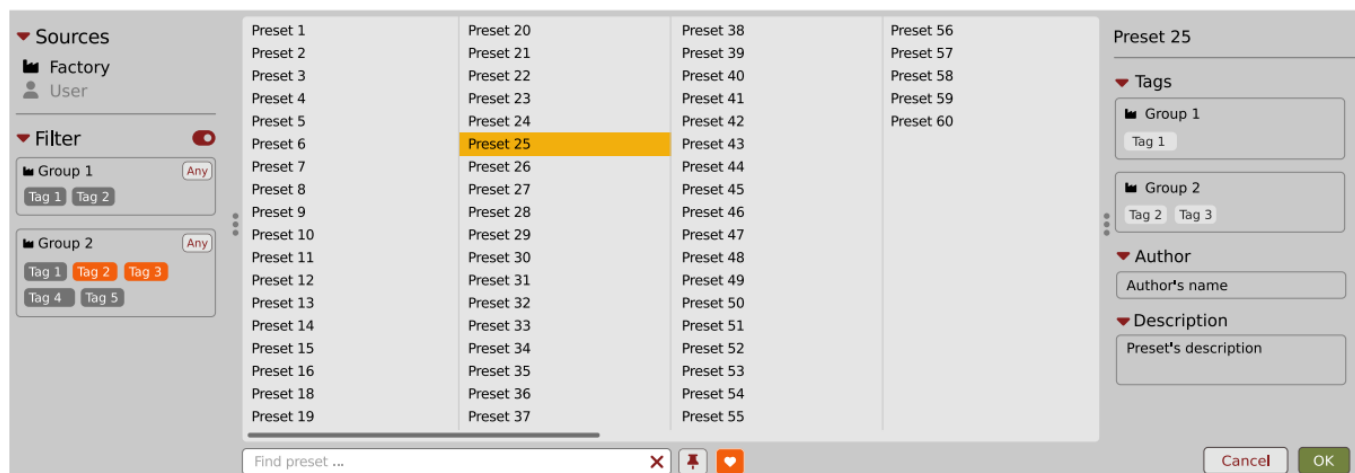 Sources
Factory
User
Filter
Group 1 Any
Tag 1 Tag 2
Group 2 Any
Tag 1 Tag 2 Tag 3
Tag 4 Tag 5
Preset 1
Preset 2
Preset 3
Preset 4
Preset 5
Preset 6
Preset 7
Preset 8
Preset 9
Preset 10
Preset 11
Preset 12
Preset 13
Preset 14
Preset 15
Preset 16
Preset 18
Preset 19
Preset 20
Preset 21
Preset 22
Preset 23
Preset 24
Preset 25
Preset 26
Preset 27
Preset 28
Preset 29
Preset 30
Preset 31
Preset 32
Preset 33
Preset 34
Preset 35
Preset 36
Preset 37
Preset 38
Preset 39
Preset 40
Preset 41
Preset 42
Preset 43
Preset 44
Preset 45
Preset 46
Preset 47
Preset 48
Preset 49
Preset 50
Preset 51
Preset 52
Preset 53
Preset 54
Preset 55
Preset 56
Preset 57
Preset 58
Preset 59
Preset 60
Find preset ...
Preset 25
Tags
Group 1
Tag 1
Group 2
Tag 2 Tag 3
Author
Author's name
Description
Preset's description
Cancel OK